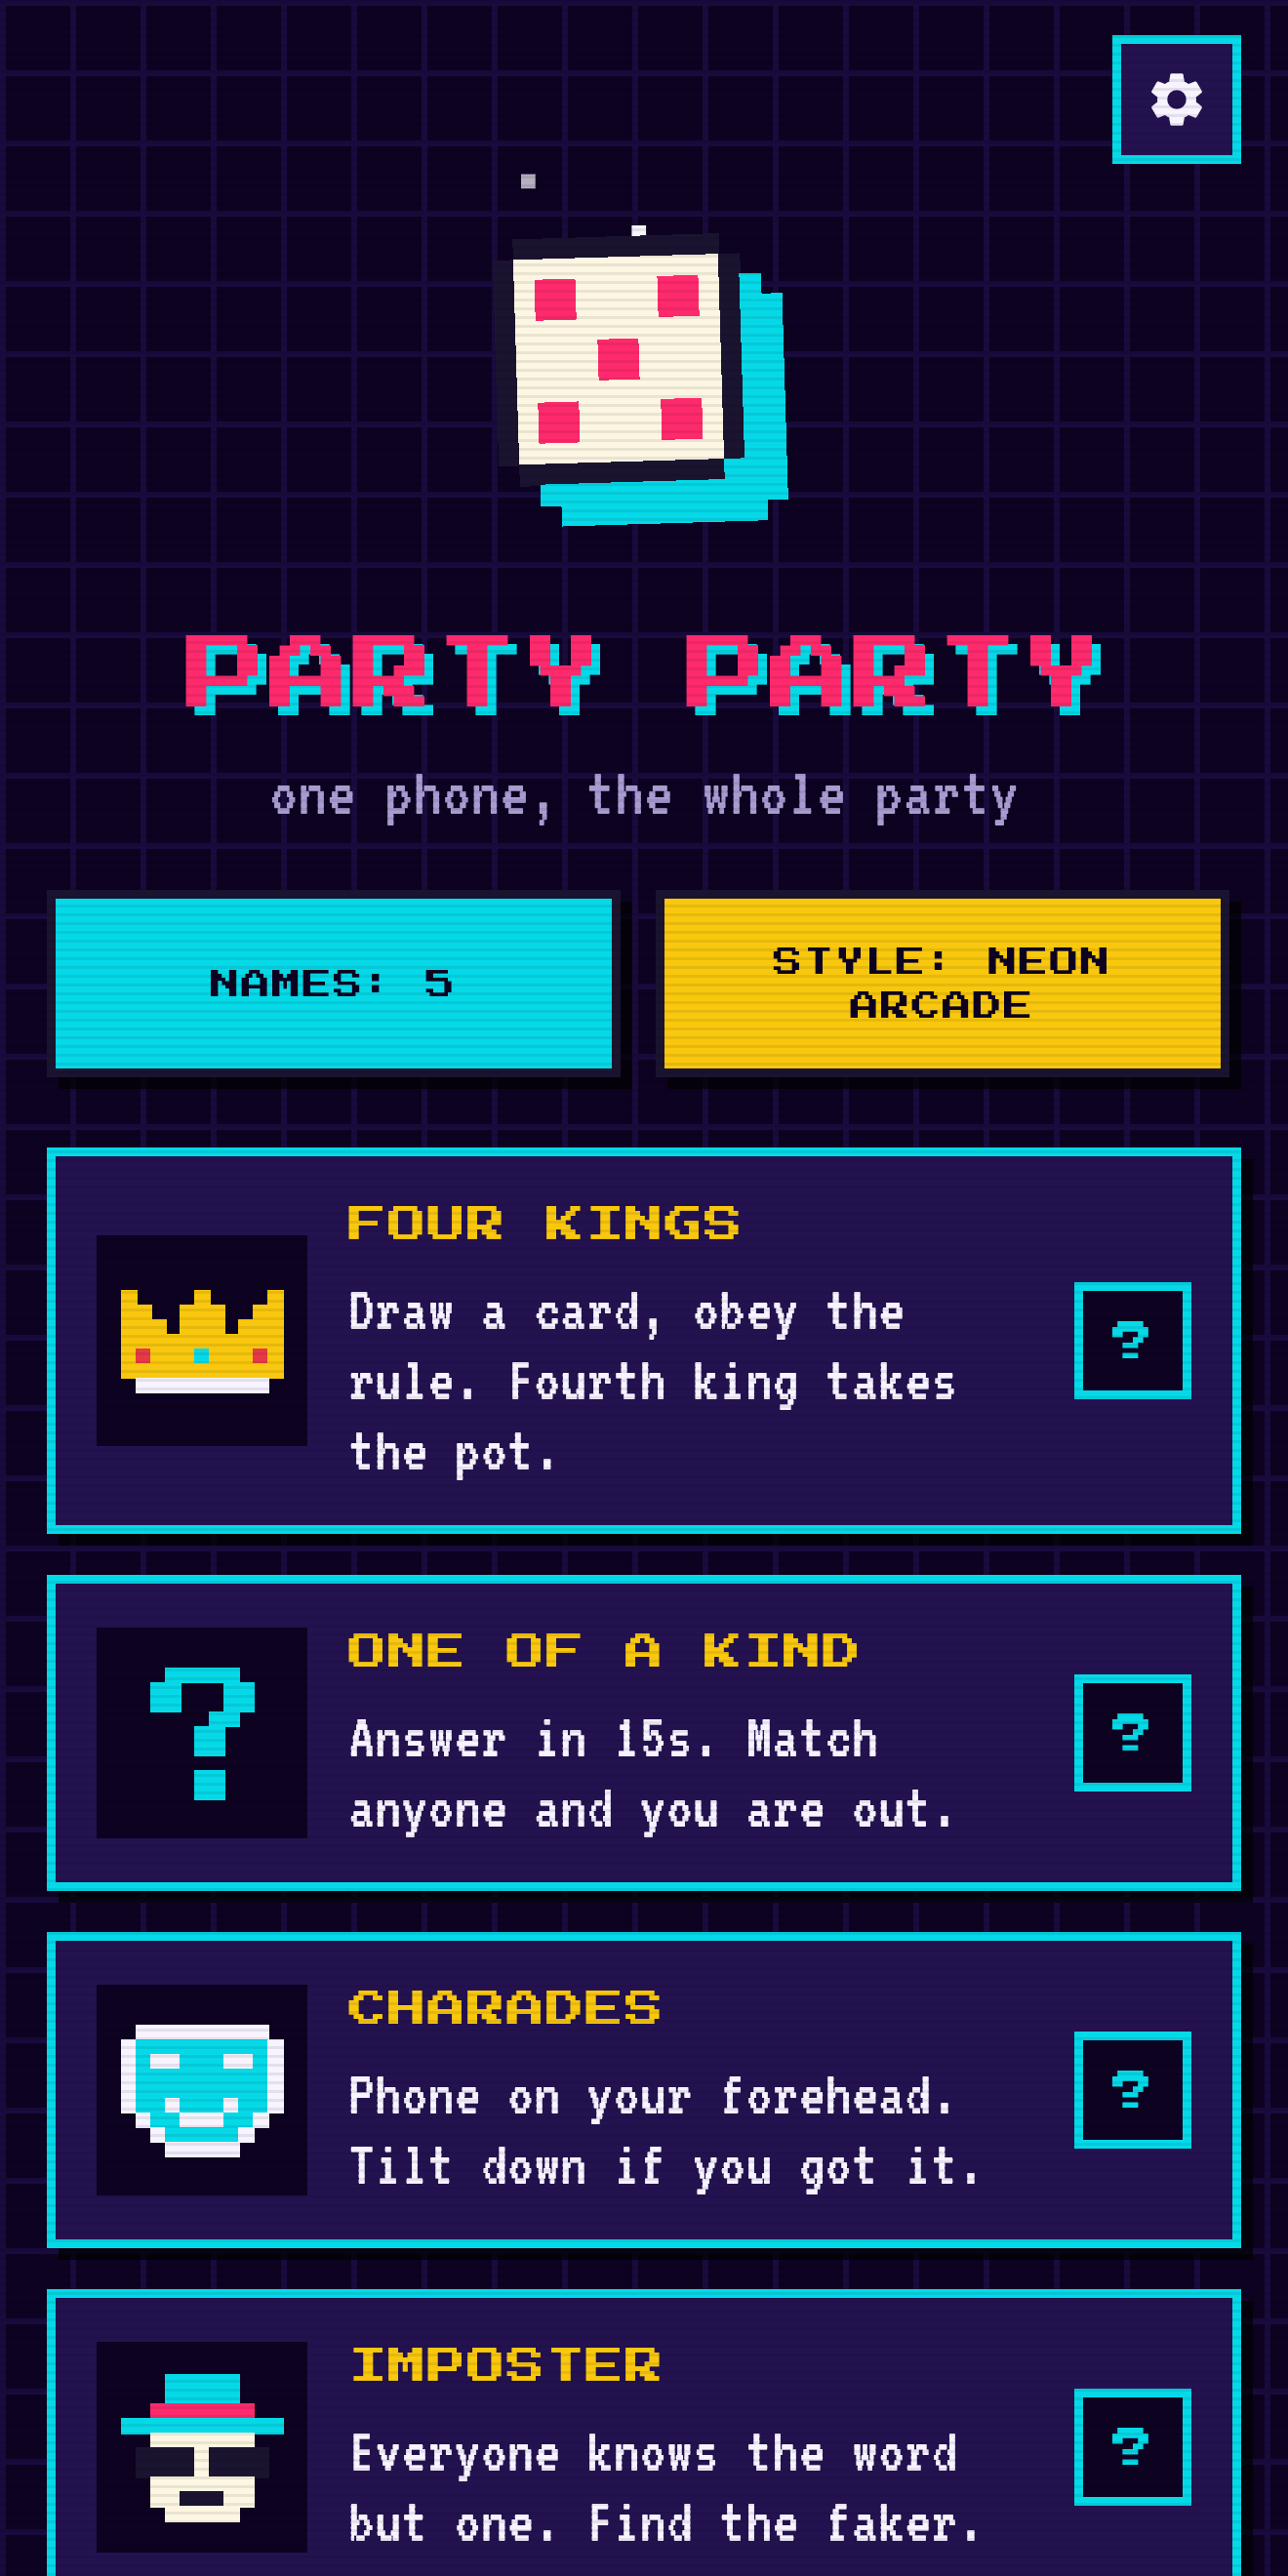 PARTY PARTY
one phone, the whole party
NAMES: 5
STYLE: NEON
ARCADE
FOUR KINGS
Draw a card, obey the
rule. Fourth king takes
the pot.
?
ONE OF A KIND
Answer in 15s. Match
anyone and you are out.
?
CHARADES
Phone on your forehead.
Tilt down if you got it.
?
IMPOSTER
Everyone knows the word
but one. Find the faker.
?